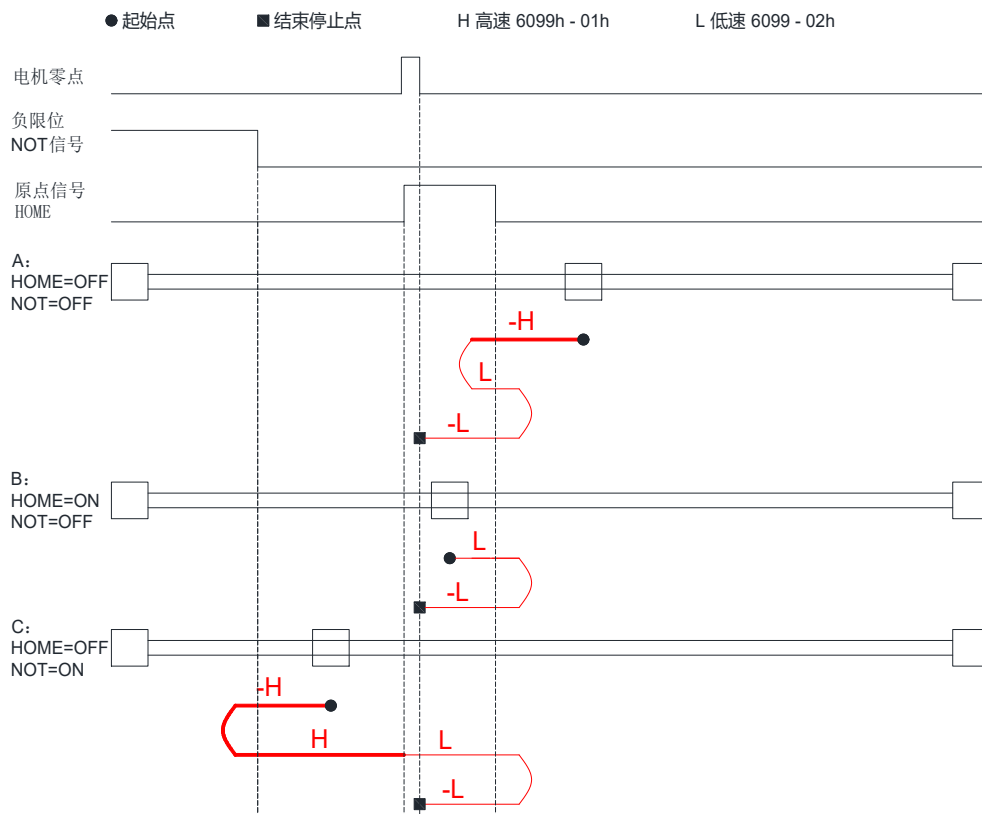 起始点 结束停止点 H 高速 6099h - 01h L 低速 6099 - 02h
电机零点
负限位
NOT信号
原点信号
HOME
A：
HOME=OFF
NOT=OFF
-H
L
-L
B：
HOME=ON
NOT=OFF
L
-L
C：
HOME=OFF
NOT=ON
-H
H L
-L